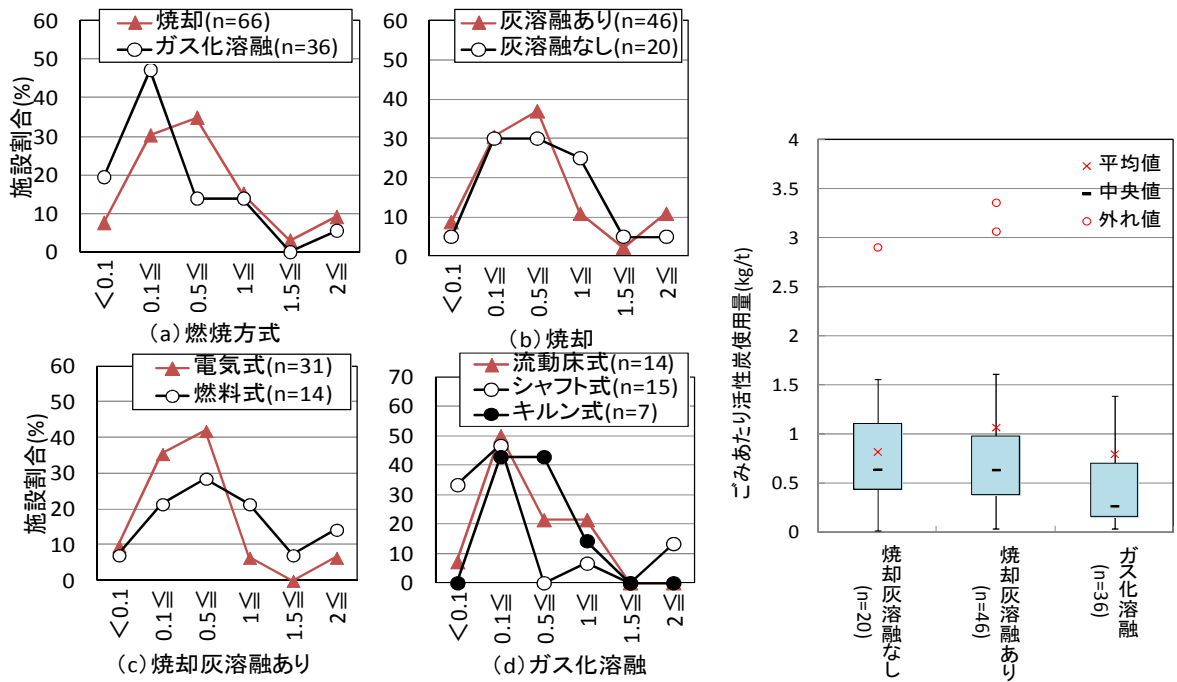 60
50
40
30
20
10
0
施設割合(%)
焼却(n=66)
ガス化溶融(n=36)
<0.1
0.1≦
0.5≦
1≦
1.5≦
2≦
(a)燃焼方式
60
50
40
30
20
10
0
灰溶融あり(n=46)
灰溶融なし(n=20)
<0.1
0.1≦
0.5≦
1≦
1.5≦
2≦
(b)焼却
60
50
40
30
20
10
0
施設割合(%)
電気式(n=31)
燃料式(n=14)
<0.1
0.1≦
0.5≦
1≦
1.5≦
2≦
(c)焼却灰溶融あり
70
60
50
40
30
20
10
0
流動床式(n=14)
シャフト式(n=15)
キルン式(n=7)
<0.1
0.1≦
0.5≦
1≦
1.5≦
2≦
(d)ガス化溶融
ごみあたり活性炭使用量(kg/t)
4
3.5
3
2.5
2
1.5
1
0.5
0
平均値
中央値
外れ値
焼却灰溶融なし
(n=20)
焼却灰溶融あり
(n=46)
ガス化溶融
(n=36)